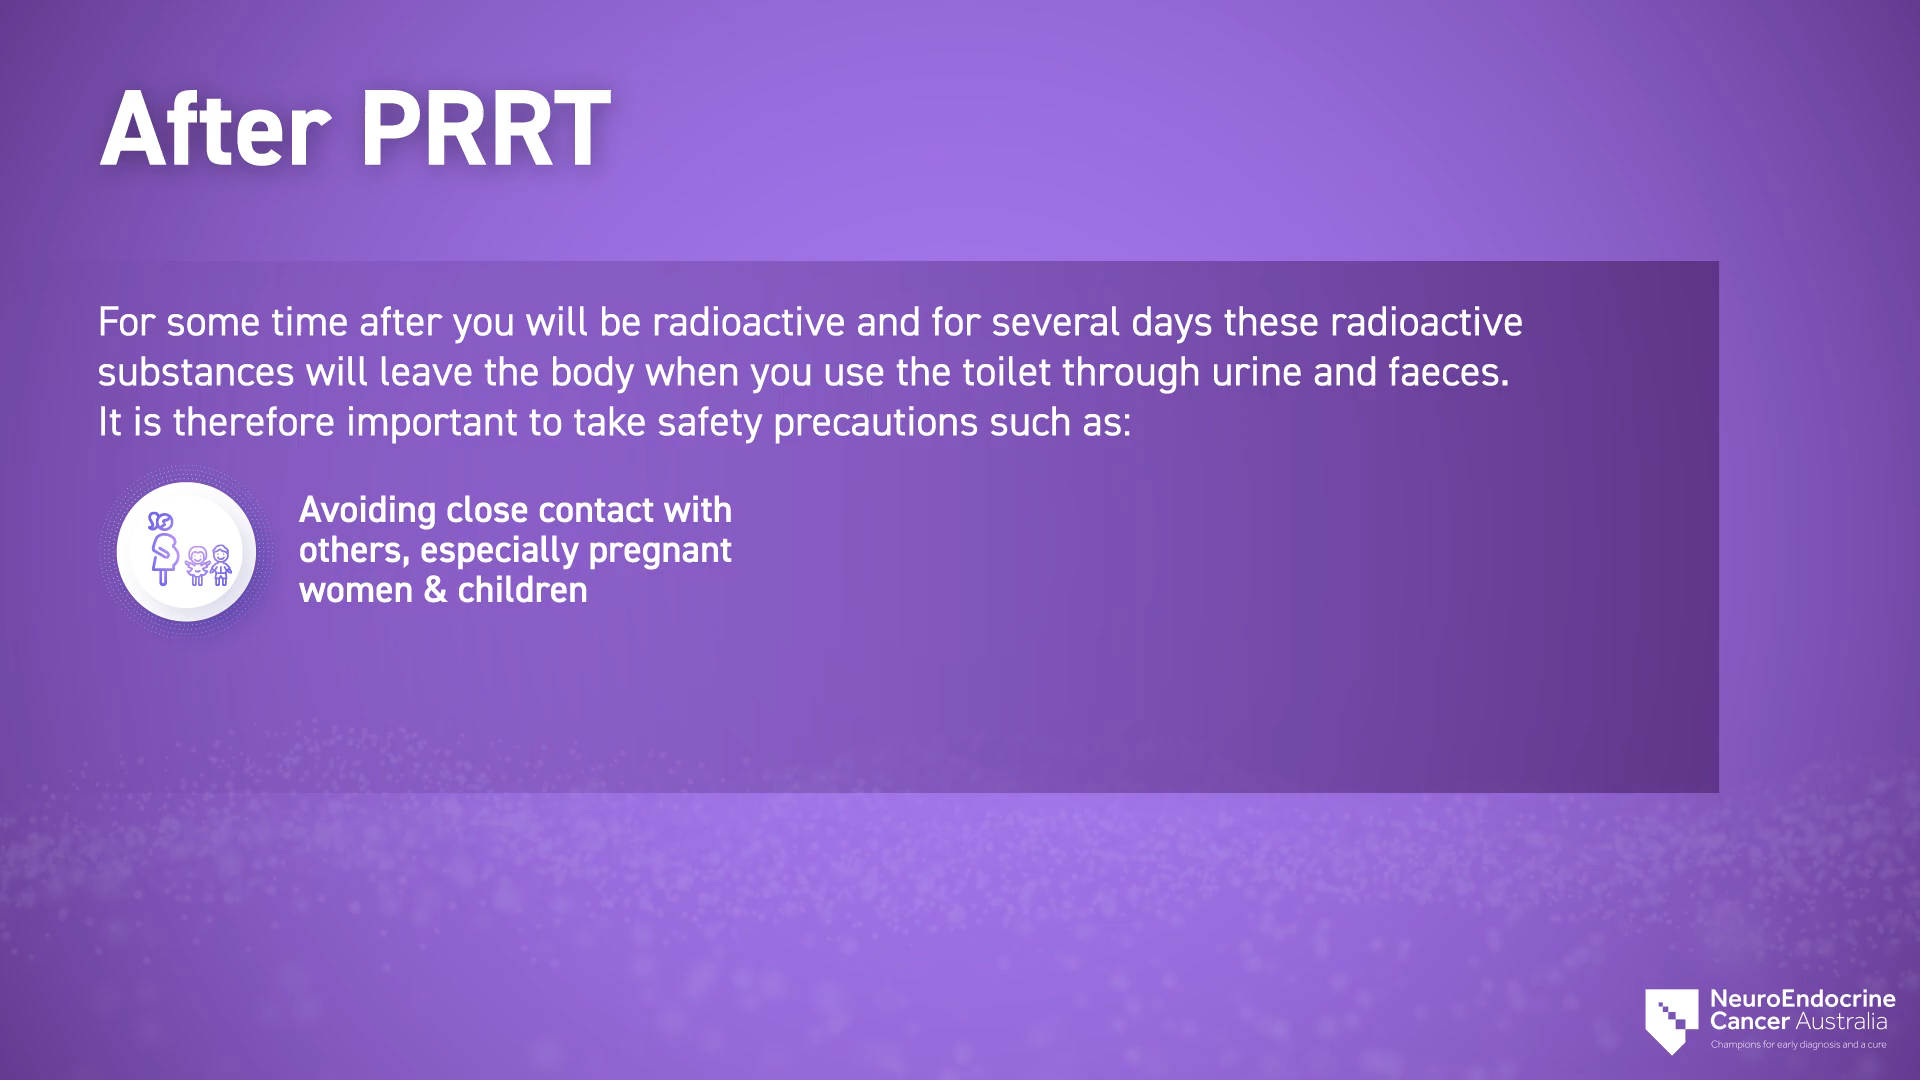 After PRRT
For some time after you will be radioactive and for several days these radioactive
substances will leave the body when you use the toilet through urine and faeces.
It is therefore important to take safety precautions such as:
Avoiding close contact with
others, especially pregnant
women & children
NeuroEndocrine
Cancer Australia
Champions for early diagnosis and a cure